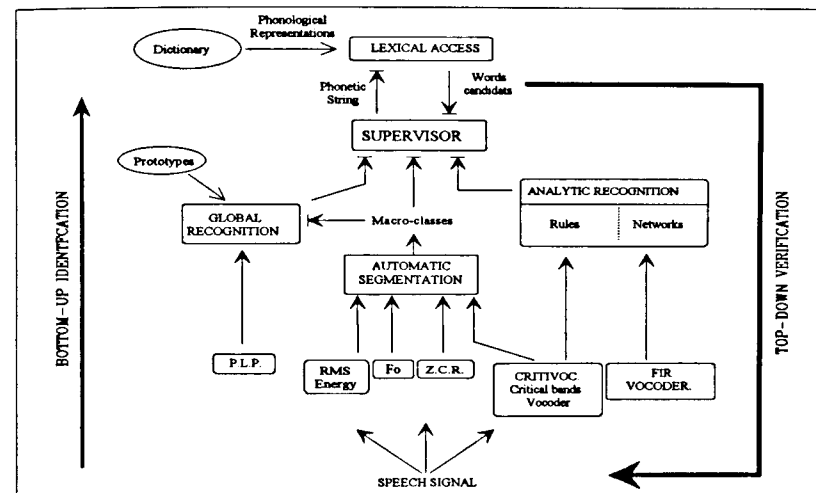 Phonological
Representations
Dictionary
LEXICAL ACCESS
Phonetic
String
Words
candidats
SUPERVISOR
Prototypes
ANALYTIC RECOGNITION
GLOBAL
RECOGNITION
Macro-classes
Rules
Networks
AUTOMATIC
SEGMENTATION
P.L.P.
RMS
Energy
Fo
Z.C.R.
CRITIVOC
Critical bands
Vocoder
FIR
VOCODER.
SPEECH SIGNAL
BOTTOM-UP IDENTFCATION
TOP-DOWN VERIFICATION